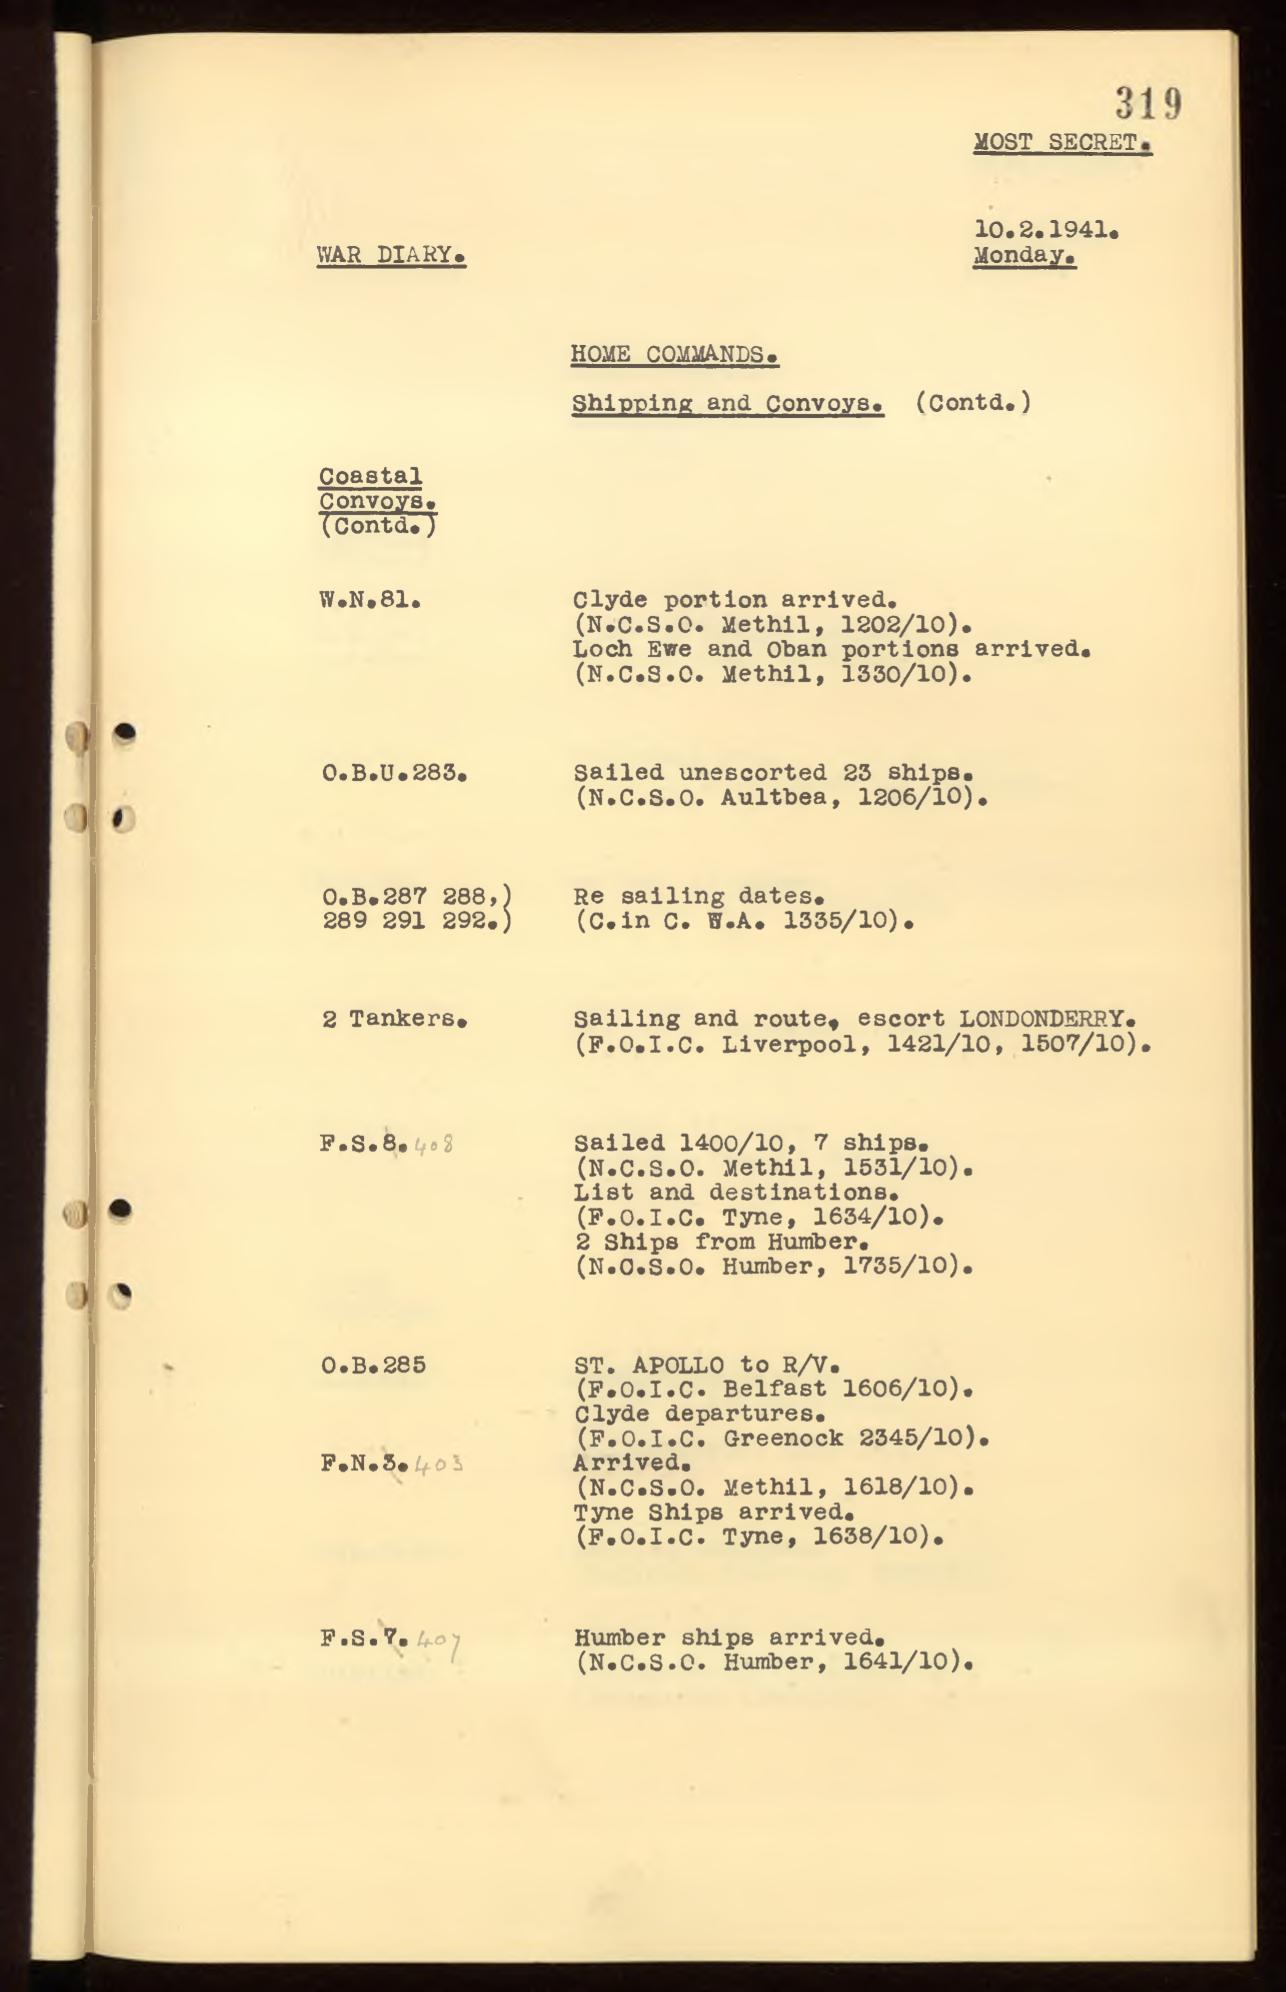 319
MOST SECRET.
10.2.1941.
WAR DIARY. Monday.
HOME COMMANDS.
Shipping and Convoys. (Contd.)
Coastal
Convoys.
(Contd.)
W.N.81. Clyde portion arrived.
(N.C.S.O. Methil, 1202/10).
Loch Ewe and Oban portions arrived.
(N.C.S.O. Methil, 1330/10).
O.B.U.283. Sailed unescorted 23 ships.
(N.C.S.O. Aultbea, 1206/10).
O.B.287 288,) Re sailing dates.
289 291 292.) (C.in C. W.A. 1335/10).
2 Tankers. Sailing and route, escort LONDONDERRY.
(F.O.I.C. Liverpool, 1421/10, 1507/10).
F.S.8. 408 Sailed 1400/10, 7 ships.
(N.C.S.O. Methil, 1531/10).
List and destinations.
(F.O.I.C. Tyne, 1634/10).
2 Ships from Humber.
(N.C.S.O. Humber, 1735/10).
O.B.285 ST. APOLLO to R/V.
(F.O.I.C. Belfast 1606/10).
Clyde departures.
(F.O.I.C. Greenock 2345/10).
F.N.3. 403 Arrived.
(N.C.S.O. Methil, 1618/10).
Tyne Ships arrived.
(F.O.I.C. Tyne, 1638/10).
F.S.7. 407 Humber ships arrived.
(N.C.S.O. Humber, 1641/10).